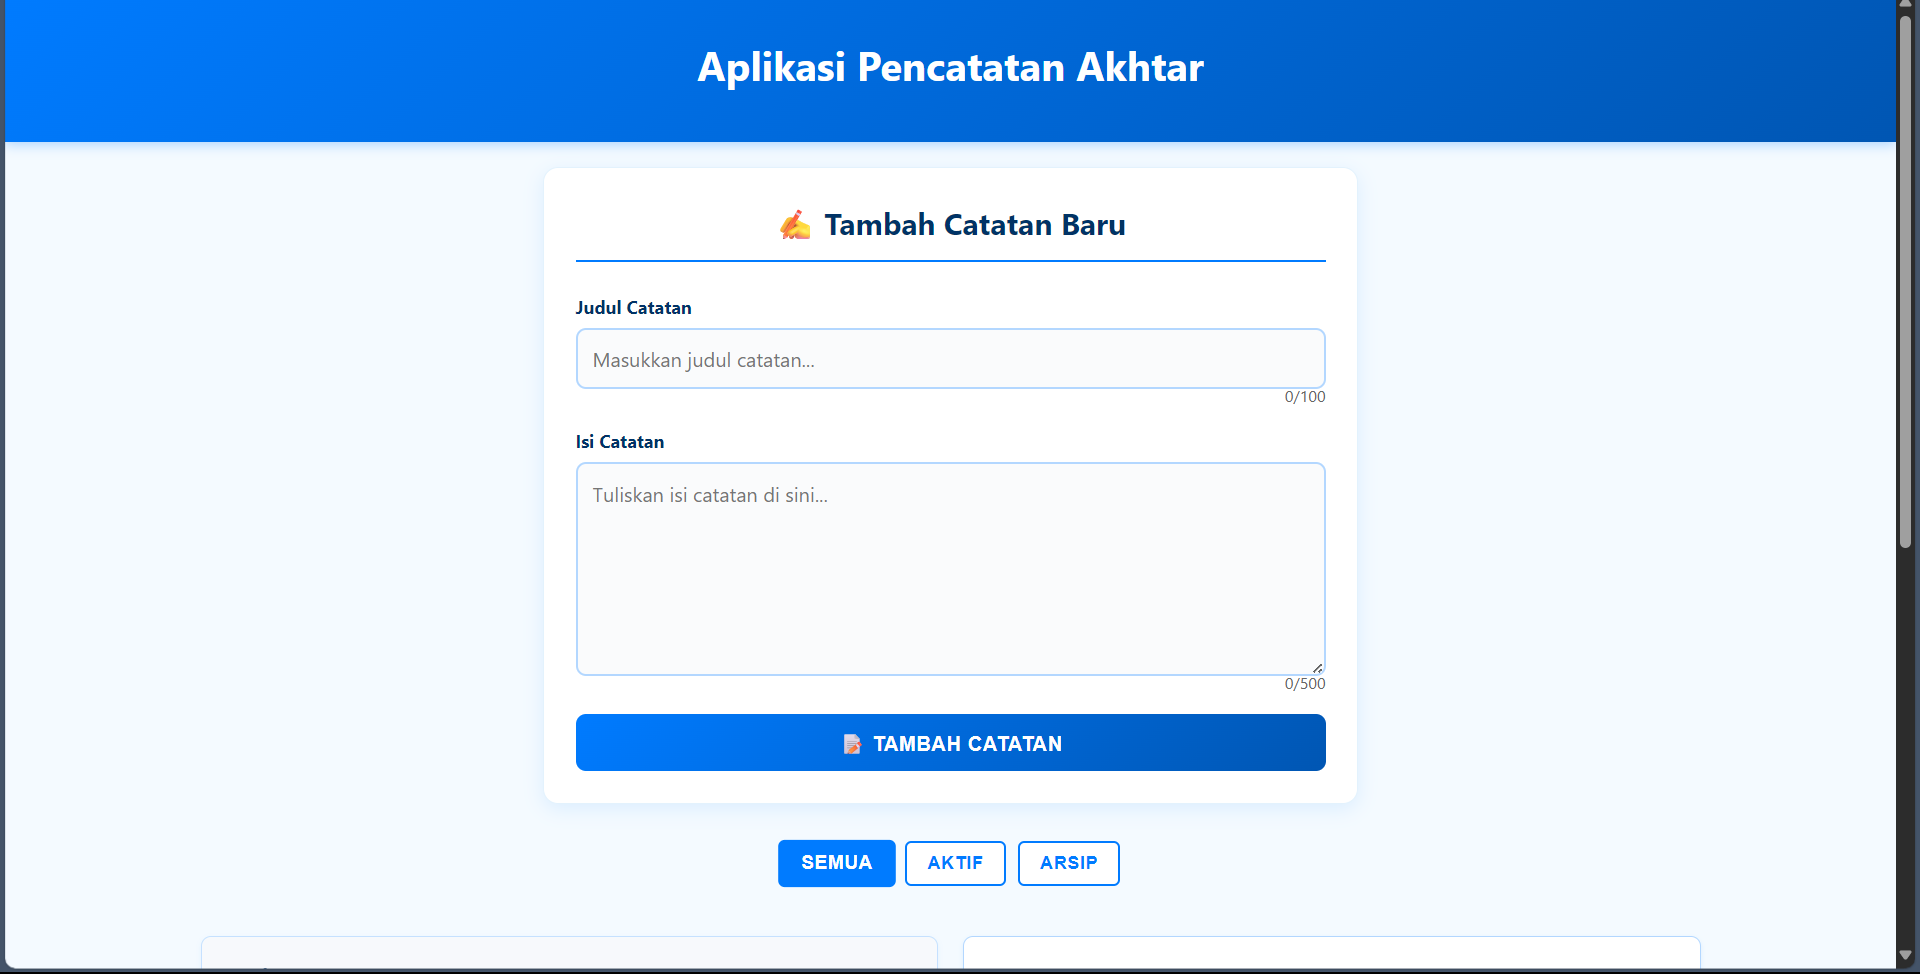 Aplikasi Pencatatan Akhtar
✍️ Tambah Catatan Baru
Judul Catatan
Masukkan judul catatan...
0/100
Isi Catatan
Tuliskan isi catatan di sini...
0/500
📝 TAMBAH CATATAN
SEMUA AKTIF ARSIP